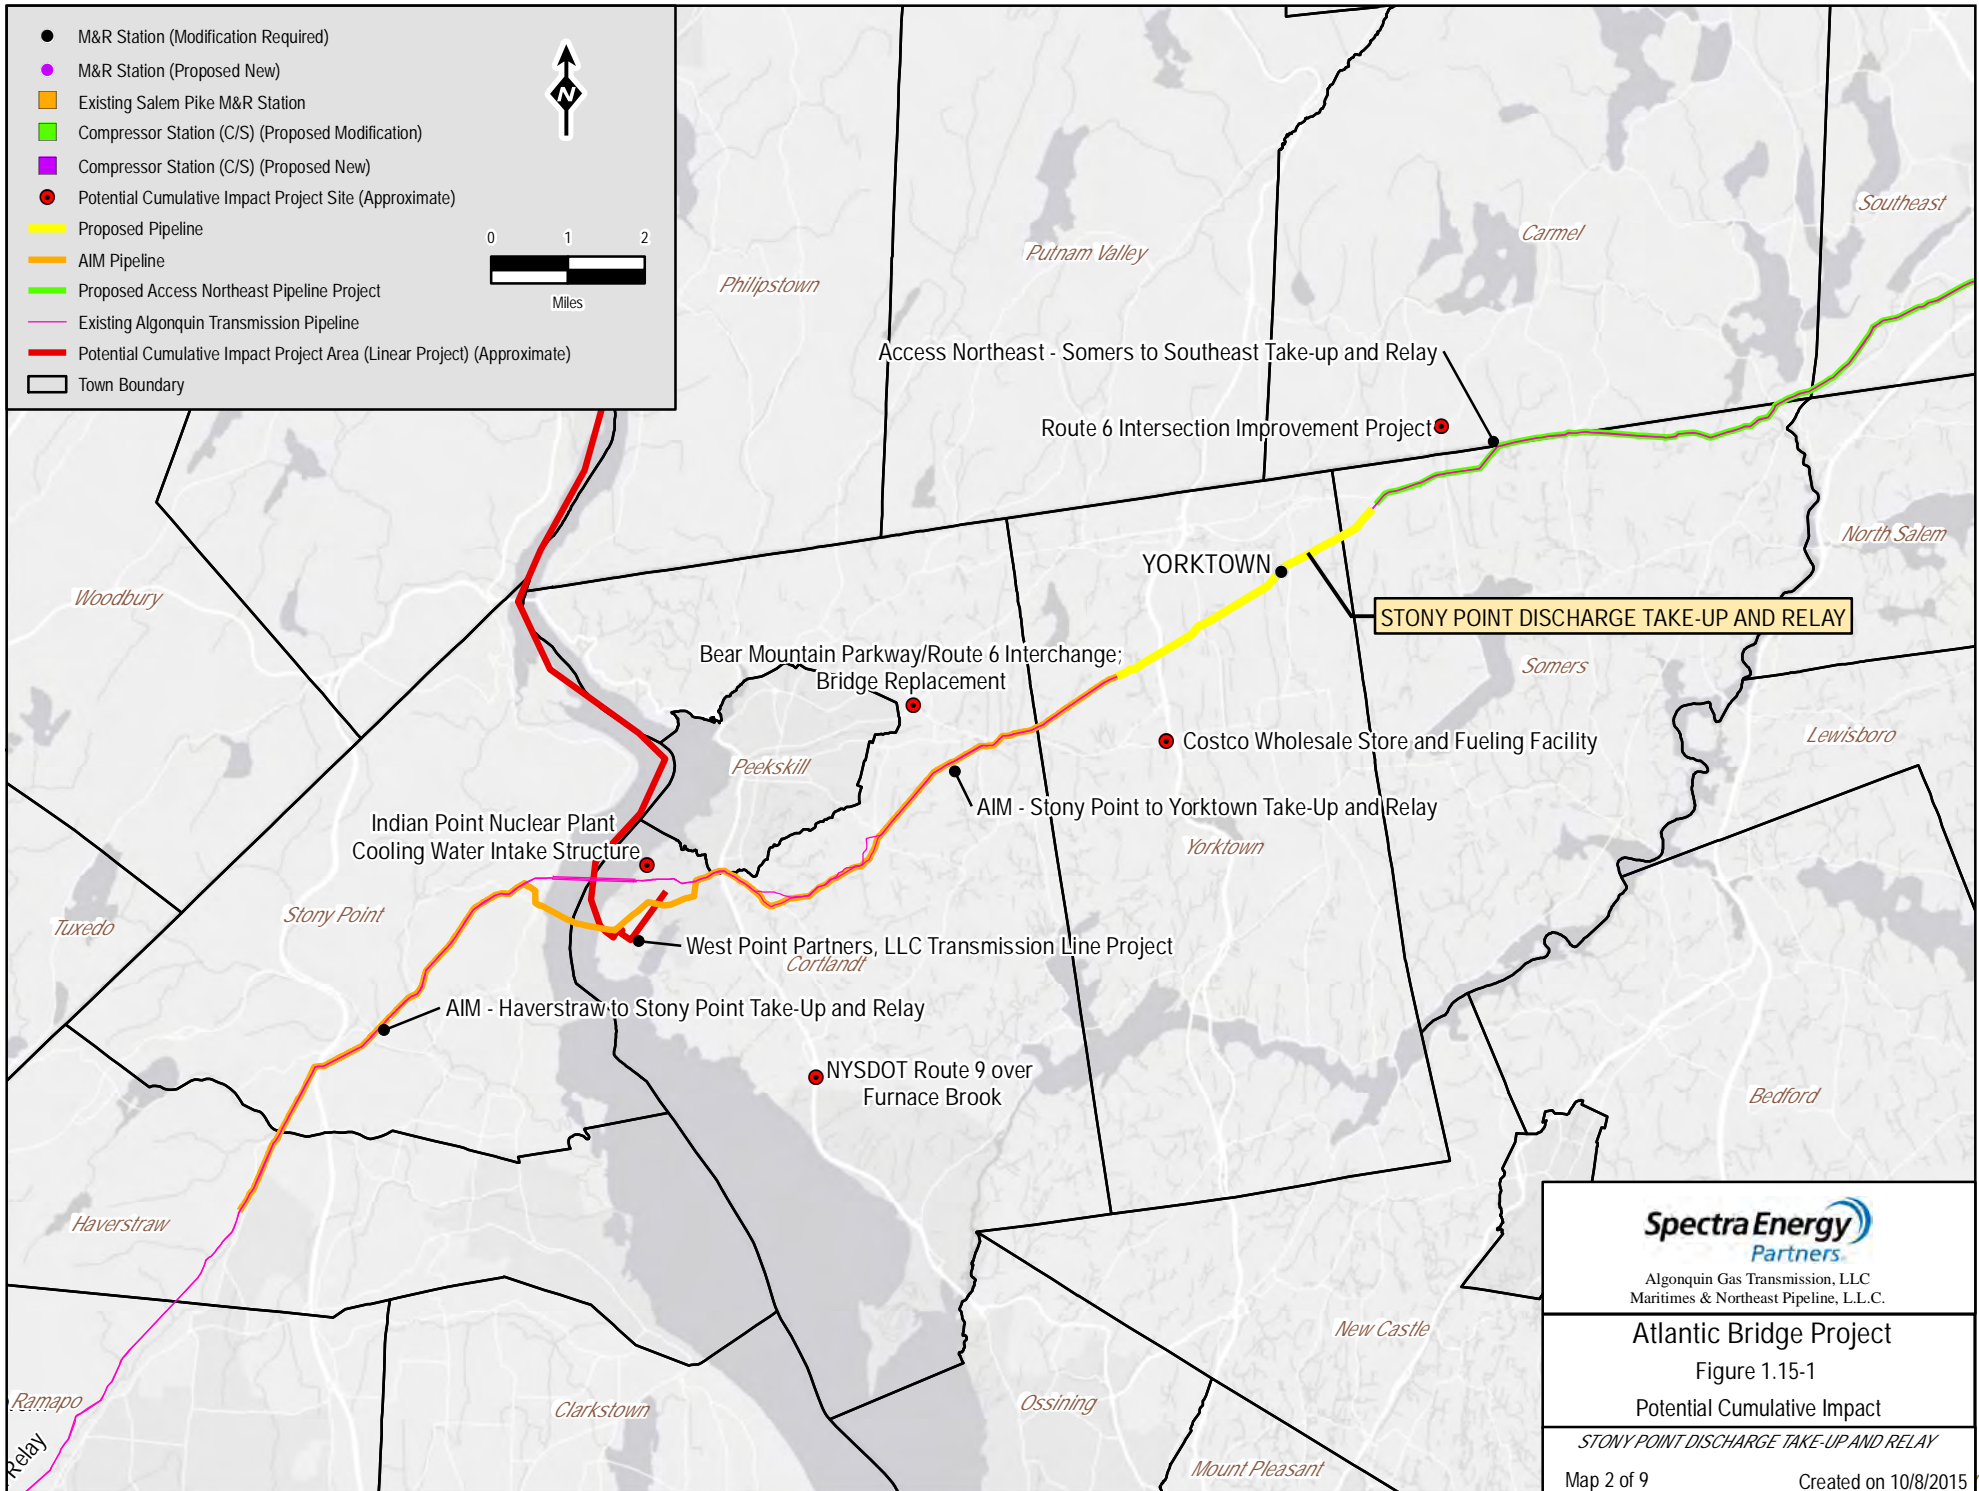 M&R Station (Modification Required)
M&R Station (Proposed New)
Existing Salem Pike M&R Station
Compressor Station (C/S) (Proposed Modification)
Compressor Station (C/S) (Proposed New)
Potential Cumulative Impact Project Site (Approximate)
Proposed Pipeline
AIM Pipeline
Proposed Access Northeast Pipeline Project
Existing Algonquin Transmission Pipeline
Potential Cumulative Impact Project Area (Linear Project) (Approximate)
Town Boundary
N
0 1 2
Miles
Southeast
Carmel
Putnam Valley
Philipstown
Access Northeast - Somers to Southeast Take-up and Relay
Route 6 Intersection Improvement Project
North Salem
YORKTOWN
Woodbury
STONY POINT DISCHARGE TAKE-UP AND RELAY
Bear Mountain Parkway/Route 6 Interchange;
Bridge Replacement
Somers
Lewisboro
Costco Wholesale Store and Fueling Facility
Peekskill
AIM - Stony Point to Yorktown Take-Up and Relay
Indian Point Nuclear Plant
Cooling Water Intake Structure
Yorktown
Stony Point
Tuxedo
West Point Partners, LLC Transmission Line Project
Cortlandt
AIM - Haverstraw to Stony Point Take-Up and Relay
NYSDOT Route 9 over
Furnace Brook
Bedford
Haverstraw
New Castle
Ramapo
Clarkstown
Ossining
Relay
Mount Pleasant
Spectra Energy
Partners
Algonquin Gas Transmission, LLC
Maritimes & Northeast Pipeline, L.L.C.
Atlantic Bridge Project
Figure 1.15-1
Potential Cumulative Impact
STONY POINT DISCHARGE TAKE-UP AND RELAY
Map 2 of 9 Created on 10/8/2015